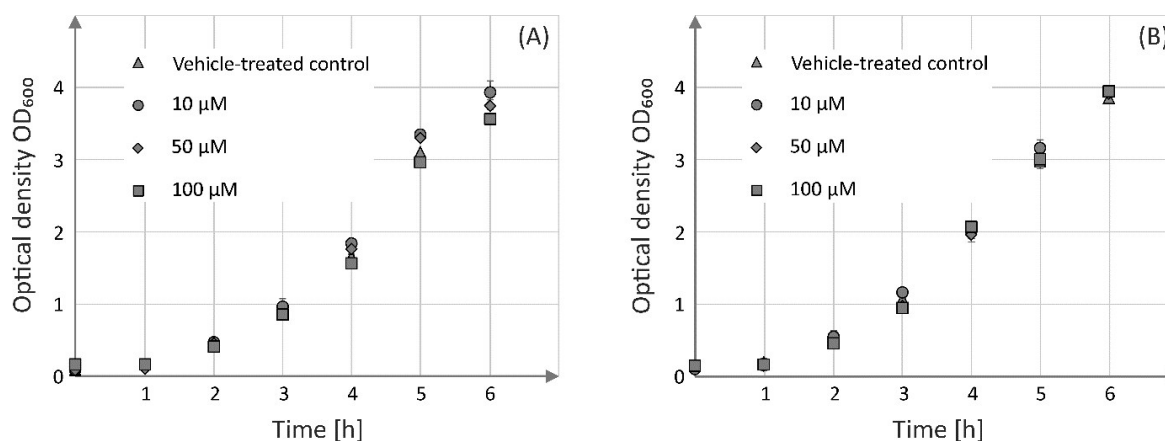 (A)
Optical density OD₆₀₀
4
3
2
1
0
Vehicle-treated control
10 µM
50 µM
100 µM
1 2 3 4 5 6
Time [h]
(B)
Optical density OD₆₀₀
4
3
2
1
0
Vehicle-treated control
10 µM
50 µM
100 µM
1 2 3 4 5 6
Time [h]